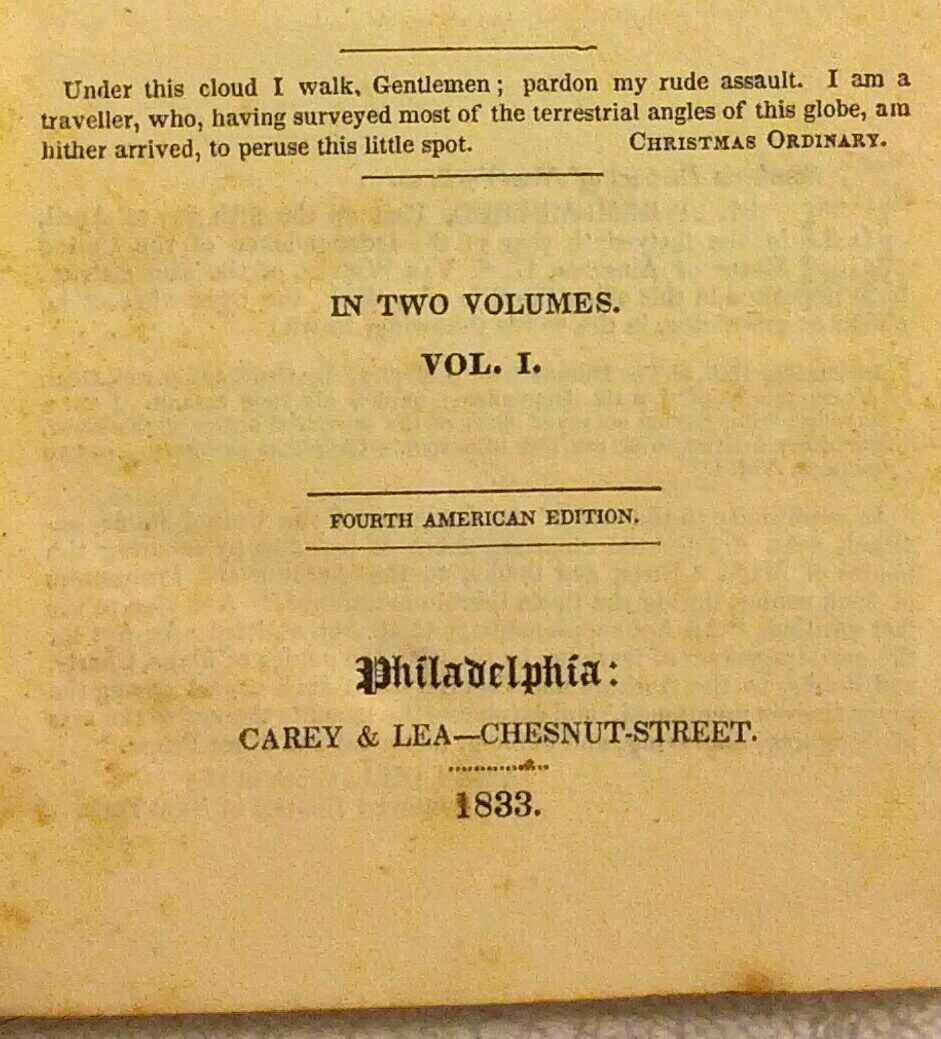 Under this cloud I walk, Gentlemen; pardon my rude assault. I am a
traveller, who, having surveyed most of the terrestrial angles of this globe, am
hither arrived, to peruse this little spot. CHRISTMAS ORDINARY.
IN TWO VOLUMES.
VOL. I.
FOURTH AMERICAN EDITION.
Philadelphia:
CAREY & LEA—CHESNUT-STREET.
1833.